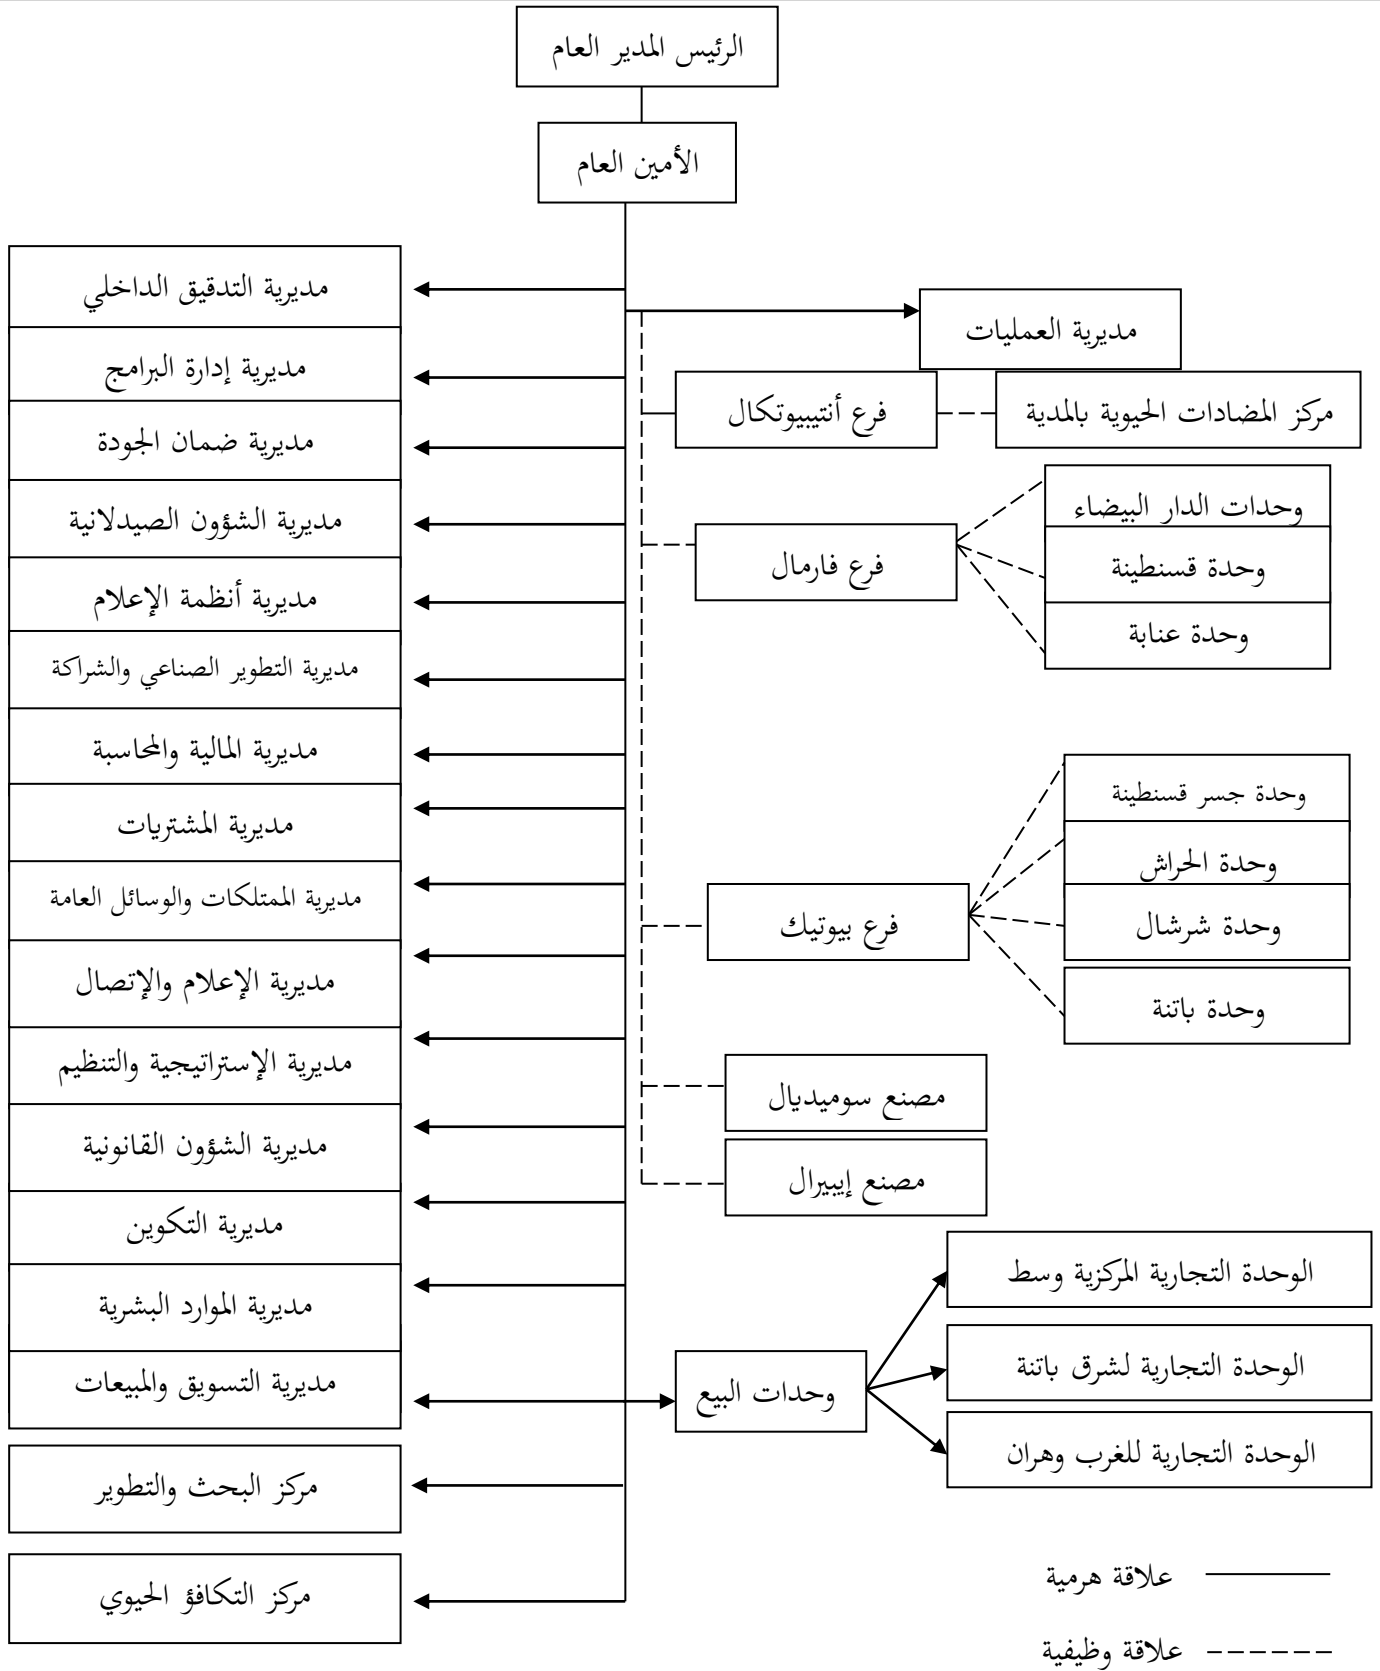 الرئيس المدير العام
الأمين العام
مديرية العمليات
فرع أنتيبيوتكال
مركز المضادات الحيوية بالمدية
وحدات الدار البيضاء
فرع فارمال
وحدة قسنطينة
وحدة عنابة
وحدة جسر قسنطينة
وحدة الحراش
فرع بيوتيك
وحدة شرشال
وحدة باتنة
مصنع سوميديال
مصنع إيبيرال
الوحدة التجارية المركزية وسط
الوحدة التجارية لشرق باتنة
وحدات البيع
الوحدة التجارية للغرب وهران
مديرية التدقيق الداخلي
مديرية إدارة البرامج
مديرية ضمان الجودة
مديرية الشؤون الصيدلانية
مديرية أنظمة الإعلام
مديرية التطوير الصناعي والشراكة
مديرية المالية والمحاسبة
مديرية المشتريات
مديرية الممتلكات والوسائل العامة
مديرية الإعلام والإتصال
مديرية الإستراتيجية والتنظيم
مديرية الشؤون القانونية
مديرية التكوين
مديرية الموارد البشرية
مديرية التسويق والمبيعات
مركز البحث والتطوير
مركز التكافؤ الحيوي
علاقة هرمية
علاقة وظيفية